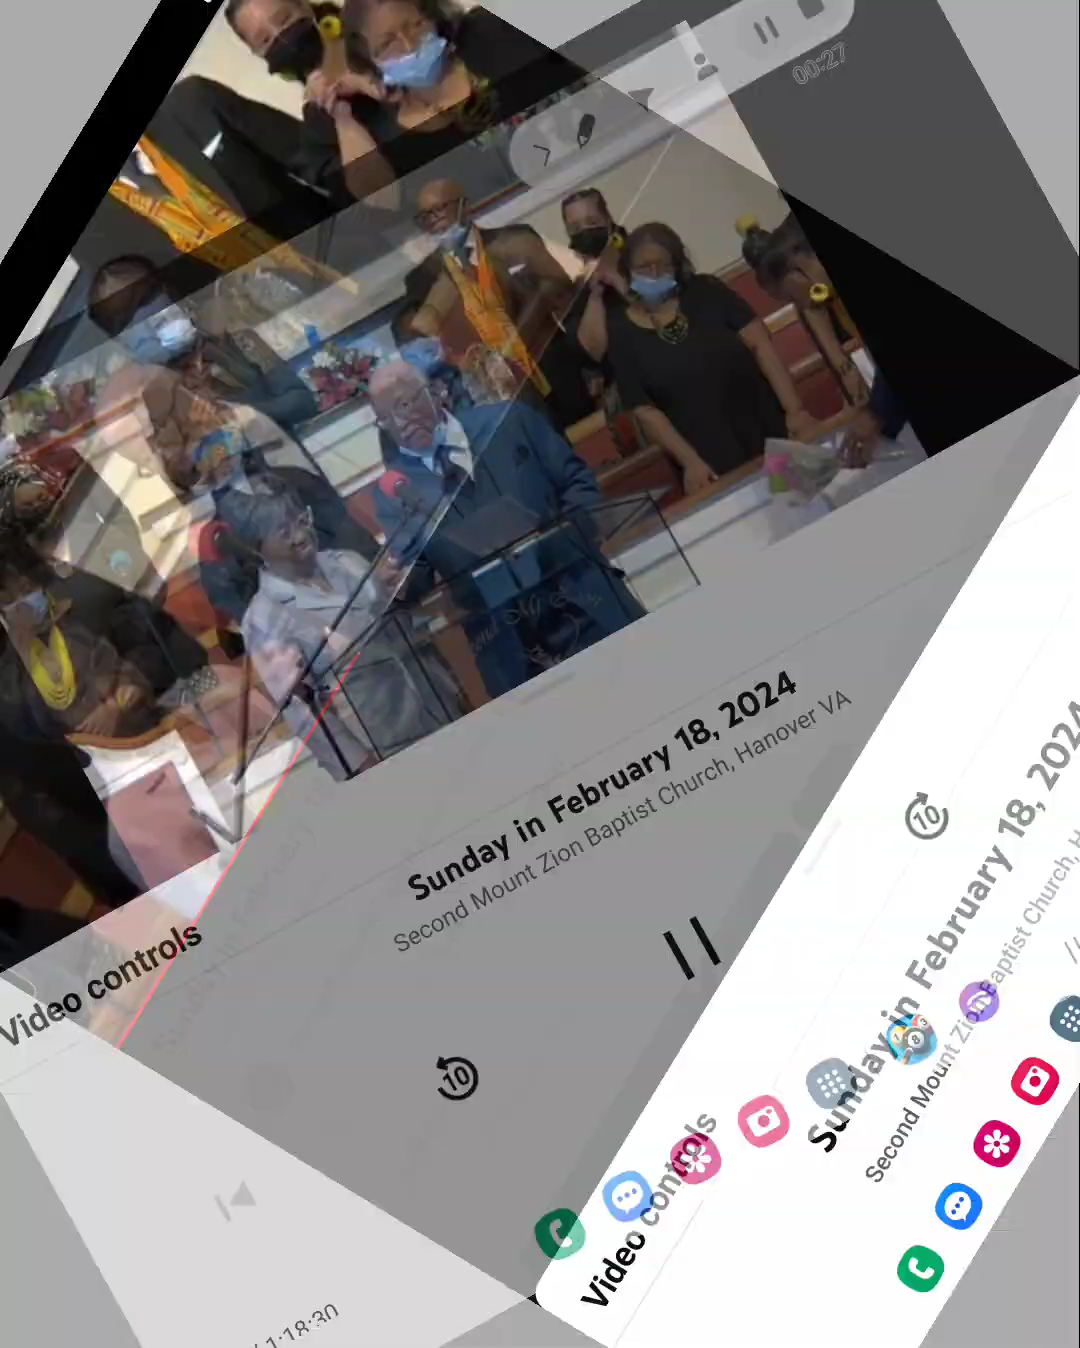 00:27
Sunday in February 18, 2024
Second Mount Zion Baptist Church, Hanover VA
Video controls
10
10
1:18:30
Sunday in February 18, 2024
Second Mount Zion Baptist Church, H
Video controls